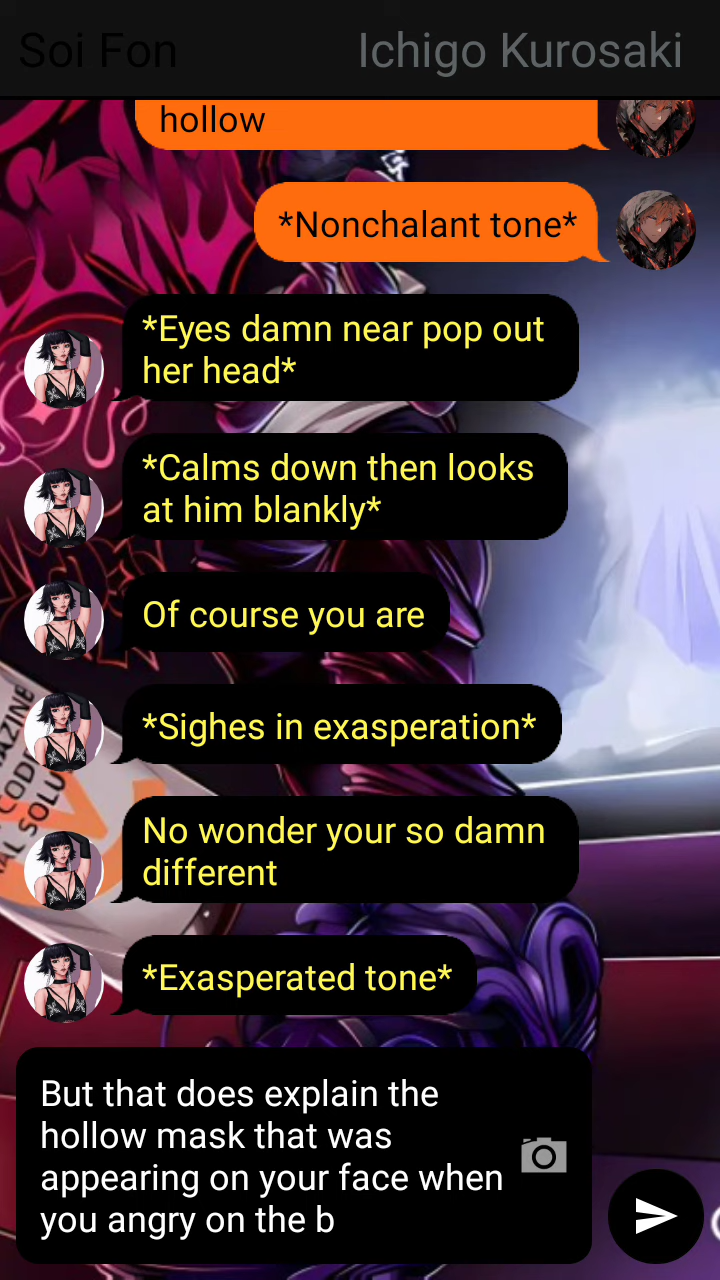 Soi Fon
Ichigo Kurosaki
hollow
*Nonchalant tone*
*Eyes damn near pop out
her head*
*Calms down then looks
at him blankly*
Of course you are
*Sighes in exasperation*
No wonder your so damn
different
*Exasperated tone*
But that does explain the
hollow mask that was
appearing on your face when
you angry on the b